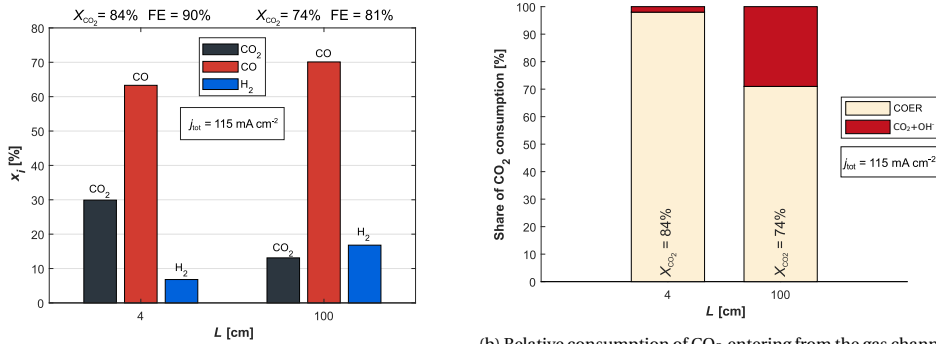 X_CO₂ = 84% FE = 90% X_CO₂ = 74% FE = 81%
80
70
60
50
40
30
20
10
0
x_i [%]
CO₂
CO
H₂
j_tot = 115 mA cm⁻²
CO₂
CO
H₂
CO₂
CO
H₂
4
100
L [cm]
100
90
80
70
60
50
40
30
20
10
0
Share of CO₂ consumption [%]
X_CO₂ = 84%
X_CO2 = 74%
COER
CO₂+OH⁻
j_tot = 115 mA cm⁻²
4
100
L [cm]
(b) Relative consumption of CO₂ entering from the gas